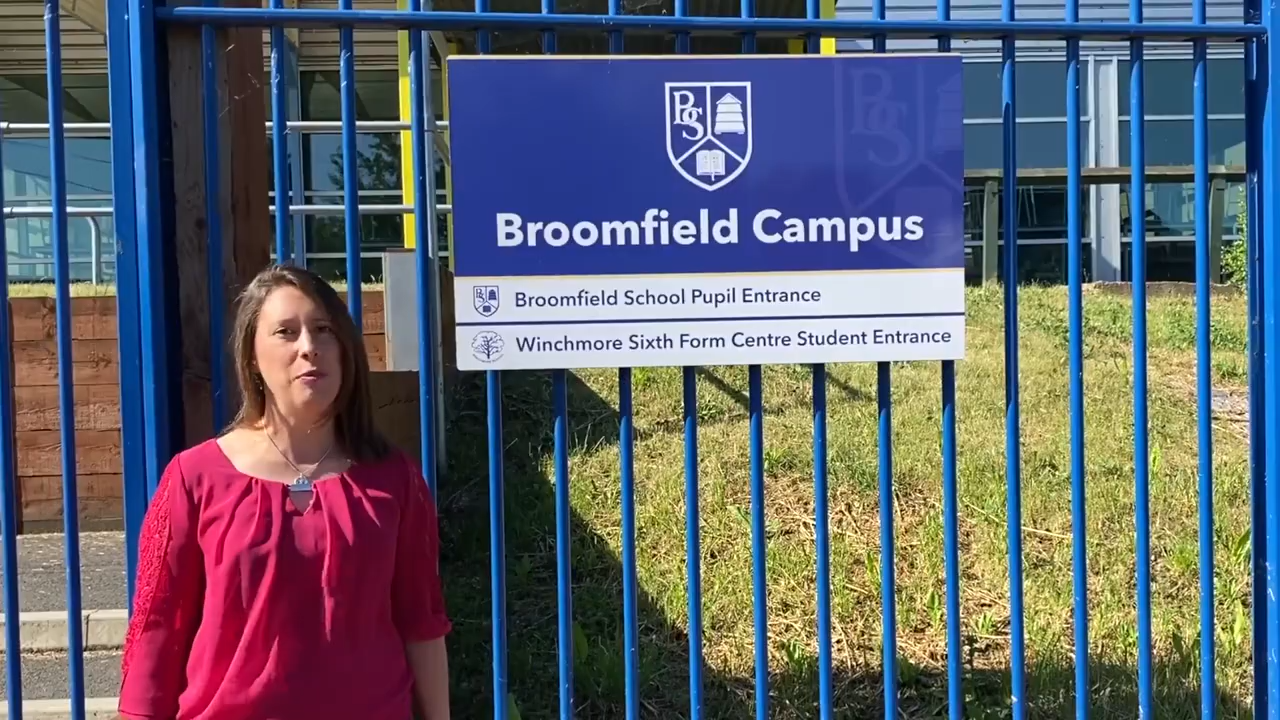 BS
Broomfield Campus
Broomfield School Pupil Entrance
Winchmore Sixth Form Centre Student Entrance